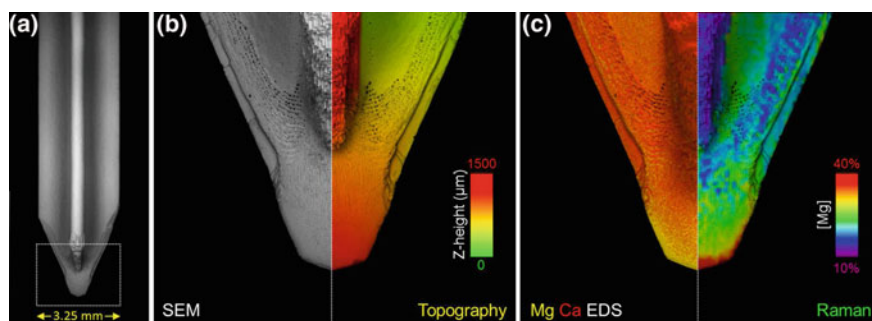 (a)
3.25 mm
(b)
SEM
Topography
1500
Z-height (µm)
0
(c)
Mg Ca EDS
Raman
40%
[Mg]
10%